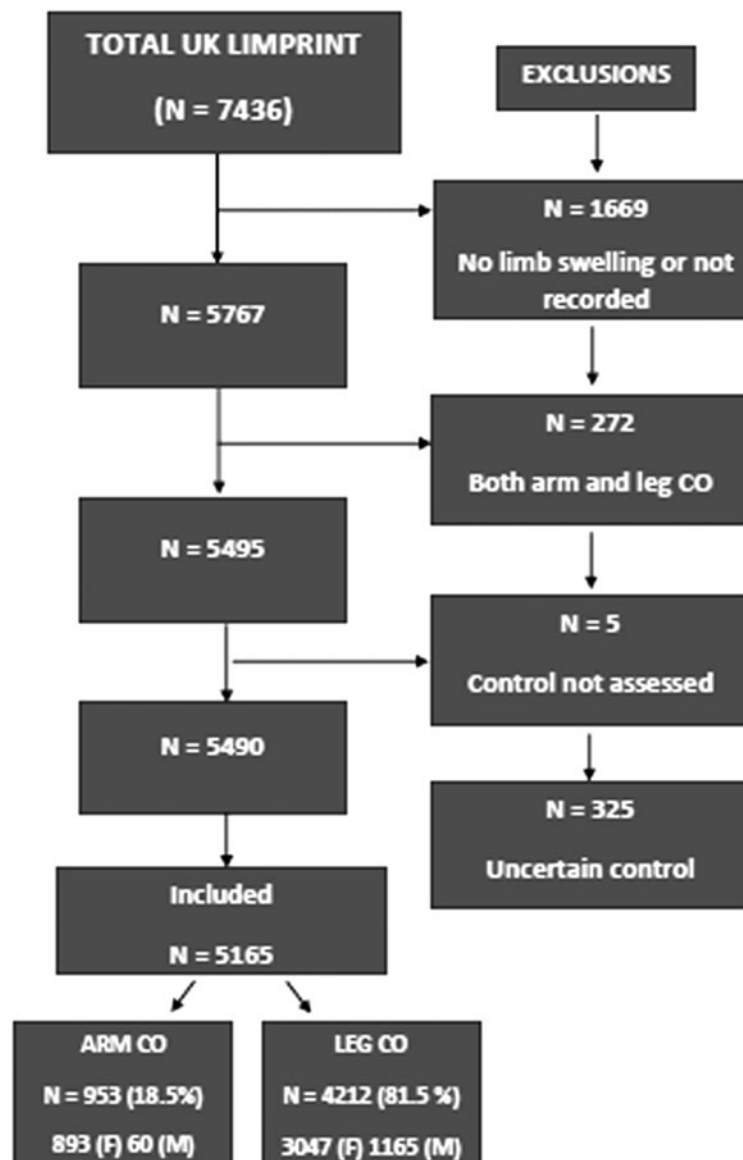 TOTAL UK LIMPRINT
(N = 7436)
EXCLUSIONS
N = 1669
No limb swelling or not
recorded
N = 5767
N = 272
Both arm and leg CO
N = 5495
N = 5
Control not assessed
N = 5490
N = 325
Uncertain control
Included
N = 5165
ARM CO
N = 953 (18.5%)
893 (F) 60 (M)
LEG CO
N = 4212 (81.5 %)
3047 (F) 1165 (M)